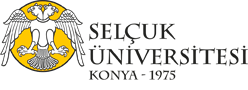 SELÇUK
ÜNİVERSİTESİ
KONYA - 1975